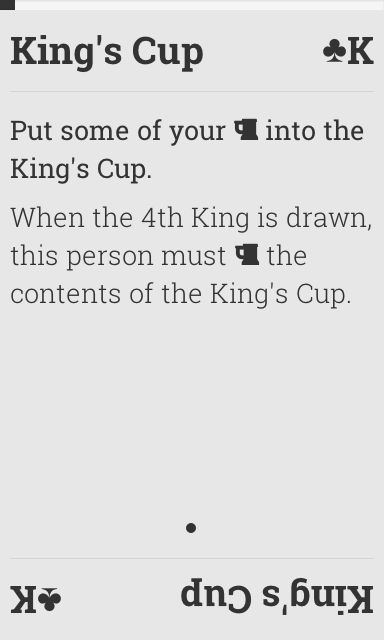 King's Cup ♣K
Put some of your into the
King's Cup.
When the 4th King is drawn,
this person must the
contents of the King's Cup.
King's Cup ♣K